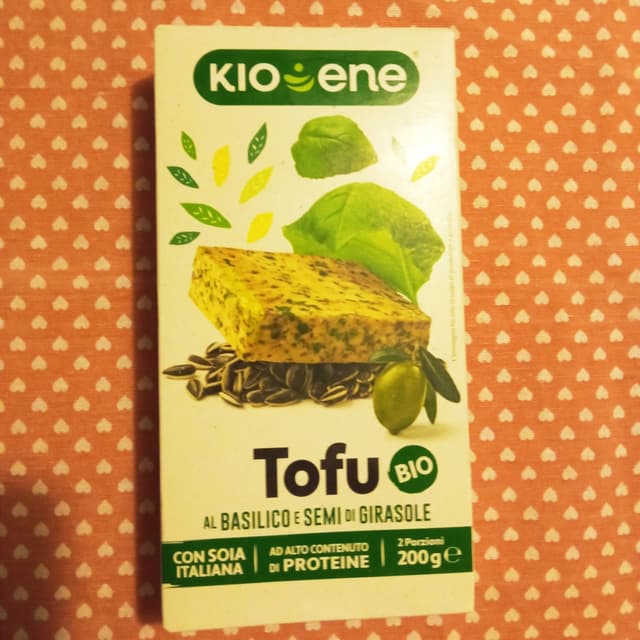 KIOENE
Tofu BIO
AL BASILICO E SEMI DI GIRASOLE
CON SOIA
ITALIANA
AD ALTO CONTENUTO
DI PROTEINE
2 Porzioni
200g e